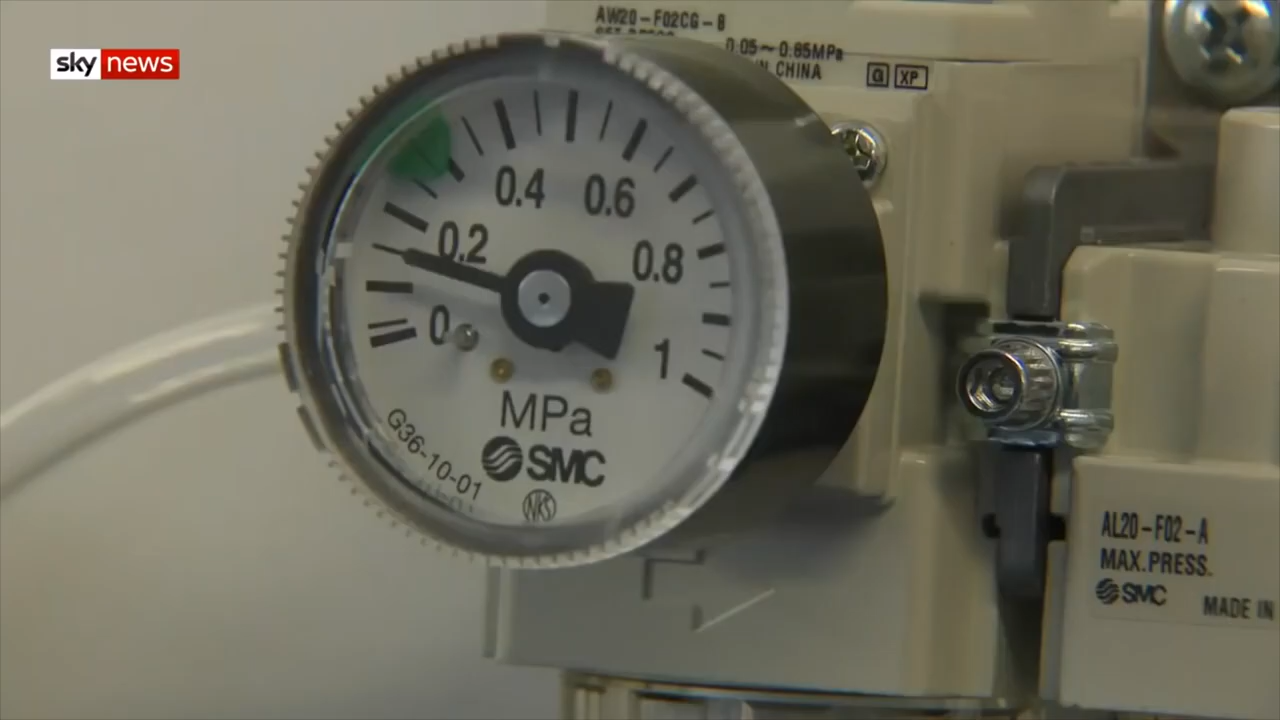 sky news
AW20-F02CG-B
0.05~0.85MPa
IN CHINA
G XP
0
0.2
0.4
0.6
0.8
1
MPa
SMC
NKS
G36-10-01
AL20-F02-A
MAX.PRESS.
SMC
MADE IN